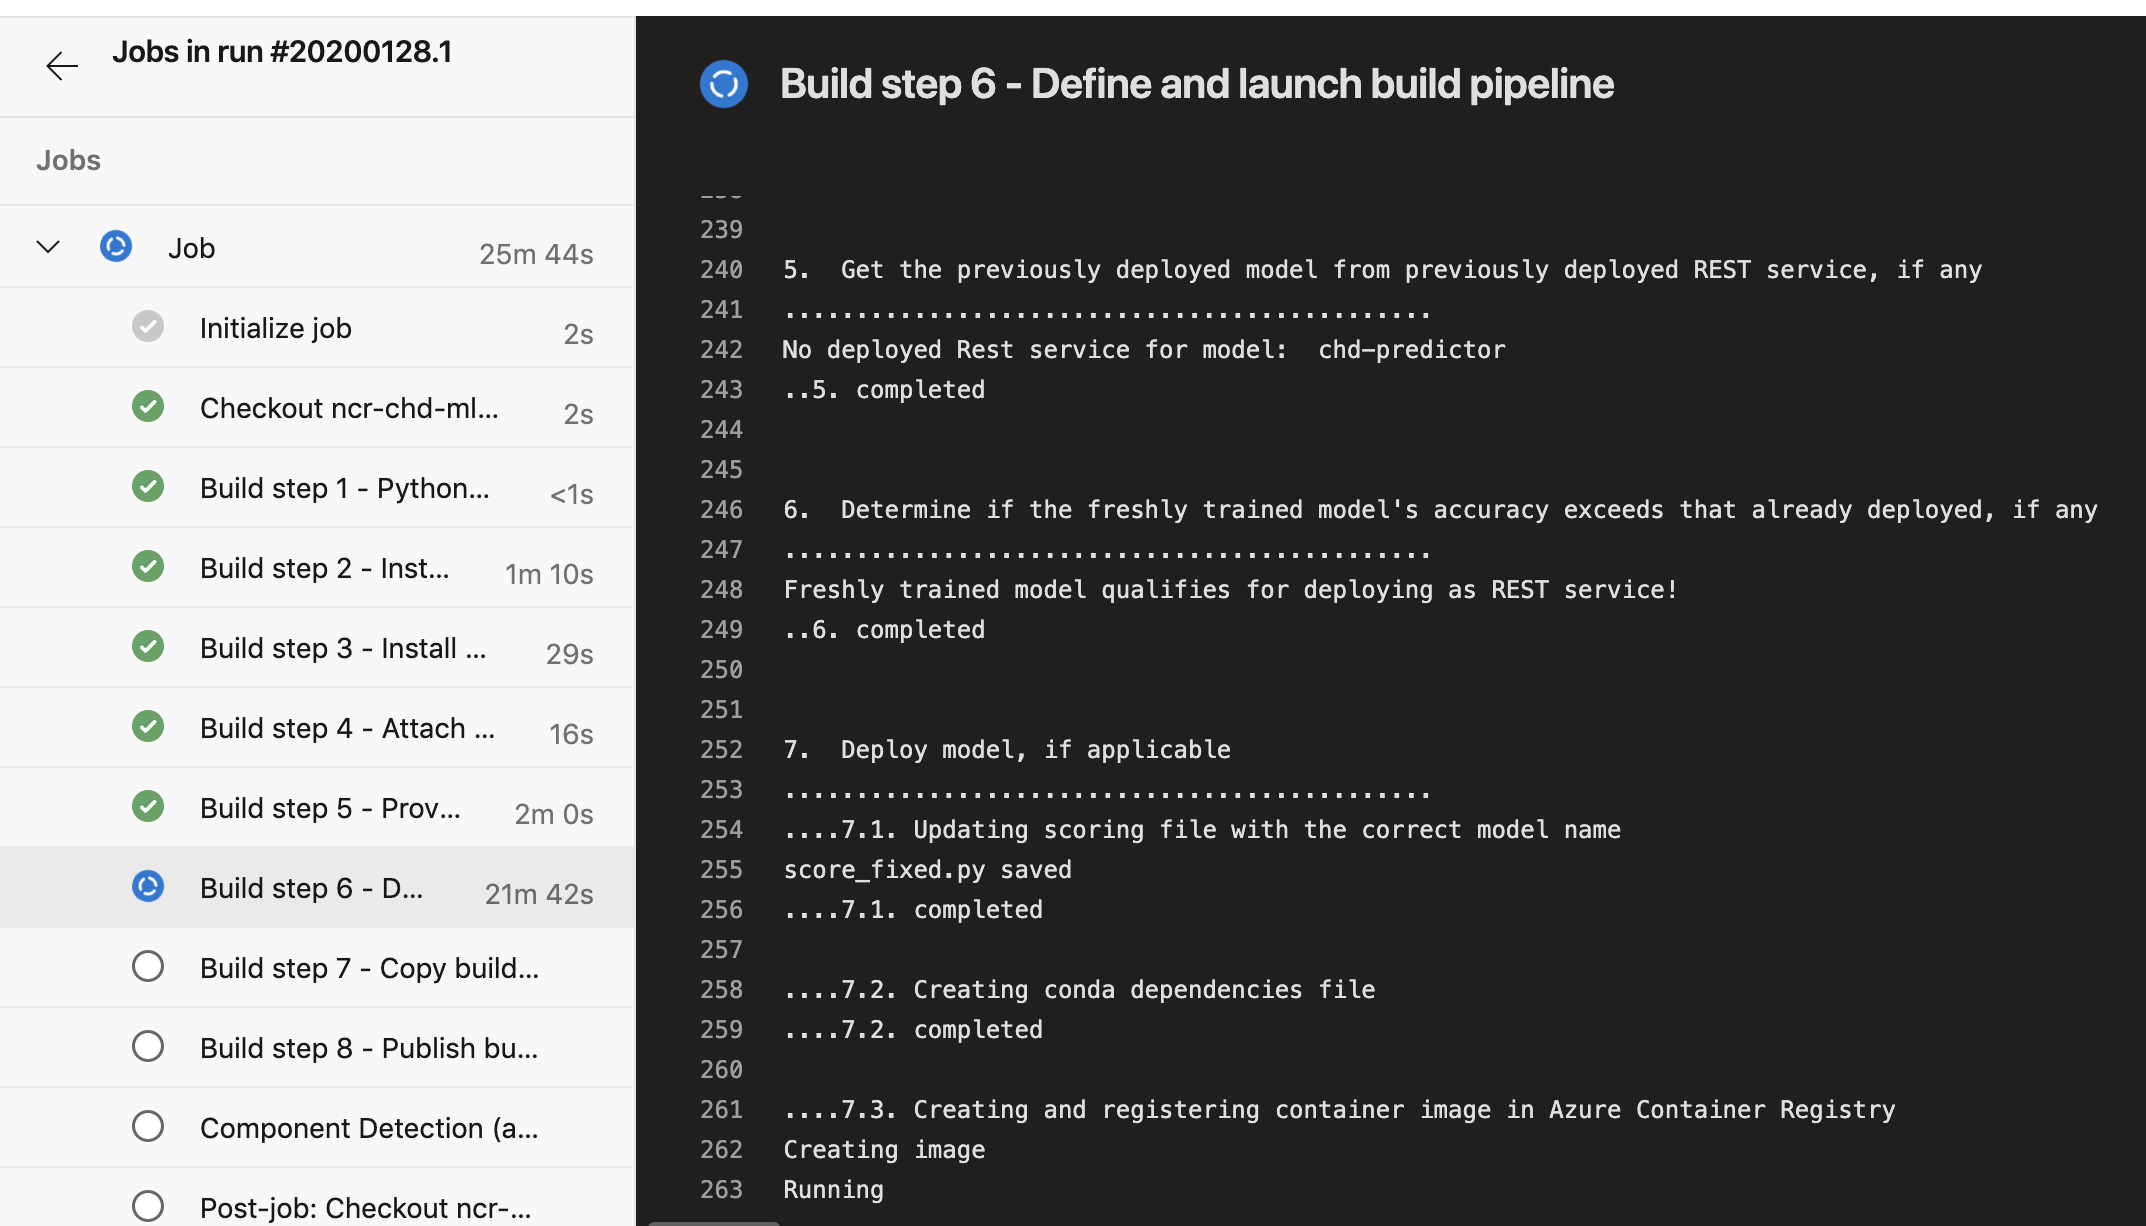 Jobs in run #20200128.1
Jobs
Job 25m 44s
Initialize job 2s
Checkout ncr-chd-ml... 2s
Build step 1 - Python... <1s
Build step 2 - Inst... 1m 10s
Build step 3 - Install ... 29s
Build step 4 - Attach ... 16s
Build step 5 - Prov... 2m 0s
Build step 6 - D... 21m 42s
Build step 7 - Copy build...
Build step 8 - Publish bu...
Component Detection (a...
Post-job: Checkout ncr-...
Build step 6 - Define and launch build pipeline
239
240 5.  Get the previously deployed model from previously deployed REST service, if any
241 .............................................
242 No deployed Rest service for model:  chd-predictor
243 ..5. completed
244
245
246 6.  Determine if the freshly trained model's accuracy exceeds that already deployed, if any
247 .............................................
248 Freshly trained model qualifies for deploying as REST service!
249 ..6. completed
250
251
252 7.  Deploy model, if applicable
253 .............................................
254 ....7.1. Updating scoring file with the correct model name
255 score_fixed.py saved
256 ....7.1. completed
257
258 ....7.2. Creating conda dependencies file
259 ....7.2. completed
260
261 ....7.3. Creating and registering container image in Azure Container Registry
262 Creating image
263 Running